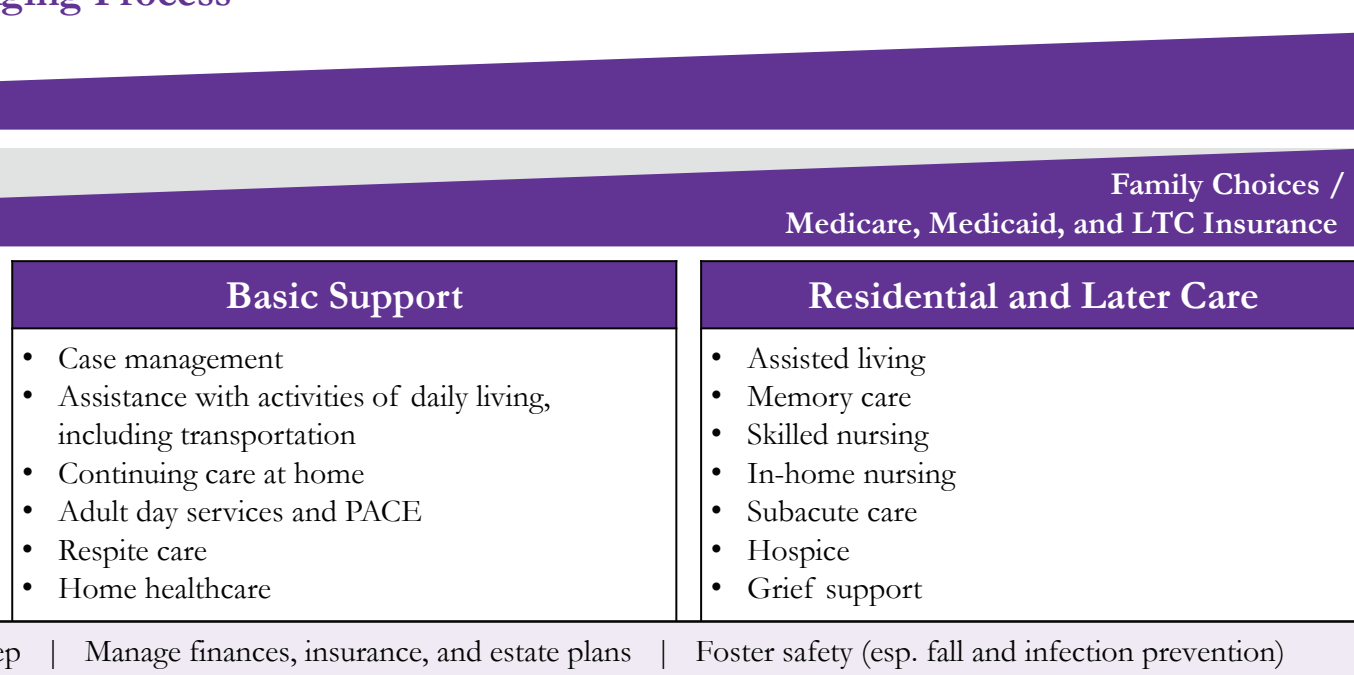 Process
Family Choices /
Medicare, Medicaid, and LTC Insurance
Basic Support
• Case management
• Assistance with activities of daily living,
including transportation
• Continuing care at home
• Adult day services and PACE
• Respite care
• Home healthcare
Residential and Later Care
• Assisted living
• Memory care
• Skilled nursing
• In-home nursing
• Subacute care
• Hospice
• Grief support
ep | Manage finances, insurance, and estate plans | Foster safety (esp. fall and infection prevention)